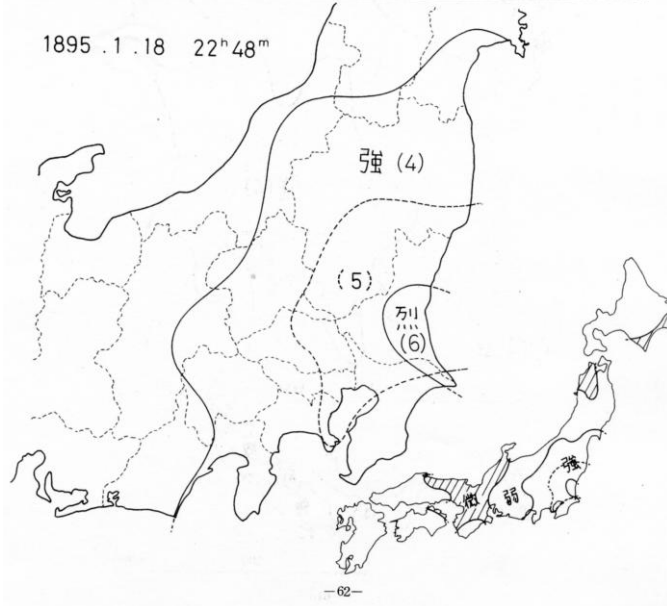 1895.1.18 22ʰ48ᵐ
強(4)
(5)
烈
(6)
強
弱
微
—62—